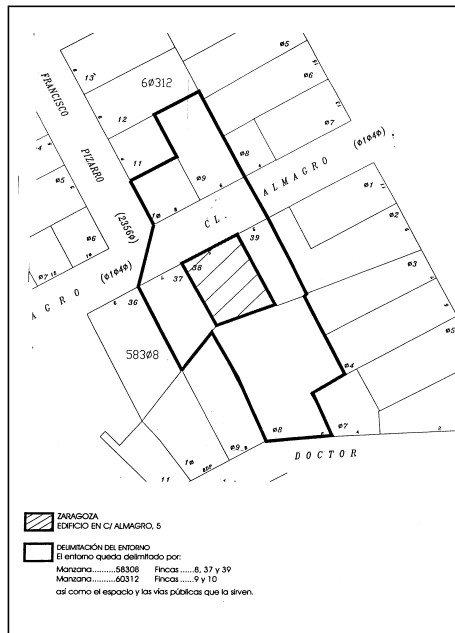 FRANCISCO
PIZARRO
60312
13
12
11
05
06
07
08
09
10
CL. ALMAGRO
(01040)
(23560)
05
06
07
AGRO
(01040)
36
37
38
39
01
02
03
04
05
58308
08
07
09
10
11
DOCTOR
ZARAGOZA
EDIFICIO EN C/ ALMAGRO, 5
DELIMITACIÓN DEL ENTORNO
El entorno queda delimitado por:
Manzana..........58308 Fincas......8, 37 y 39
Manzana..........60312 Fincas......9 y 10
así como el espacio y las vías públicas que la sirven.